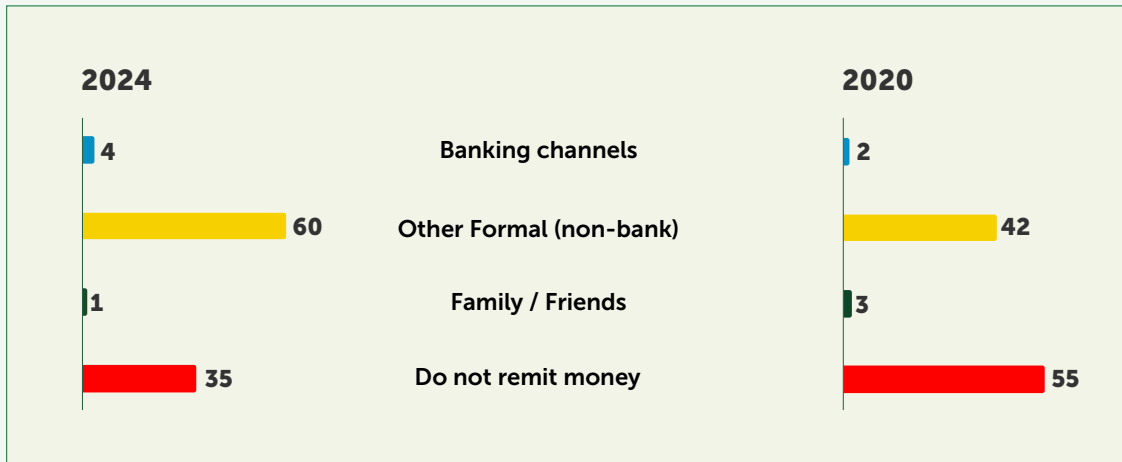 2024 2020
4 Banking channels 2
60 Other Formal (non-bank) 42
1 Family / Friends 3
35 Do not remit money 55